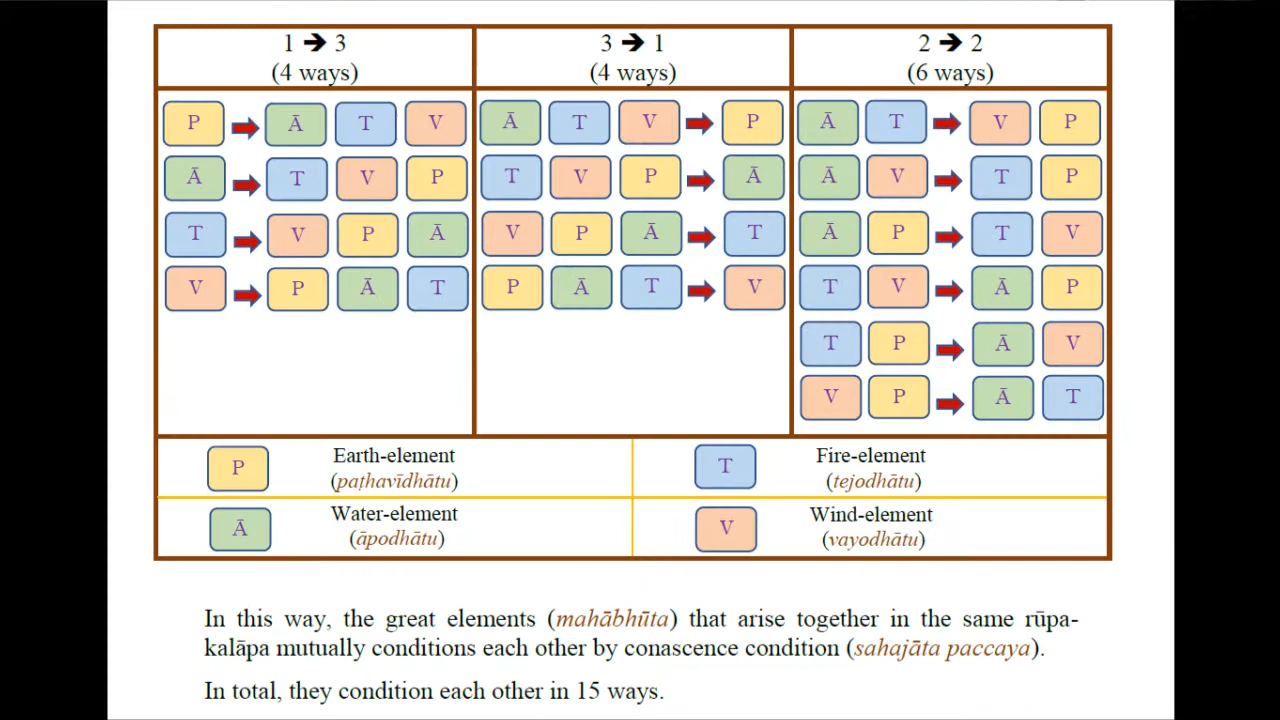 1 ➔ 3
(4 ways)
3 ➔ 1
(4 ways)
2 ➔ 2
(6 ways)
P Ā T V
Ā T V P
T V P Ā
V P Ā T
Ā T V P
T V P Ā
V P Ā T
P Ā T V
Ā T V P
Ā V T P
Ā P T V
T V Ā P
T P Ā V
V P Ā T
P
Earth-element
(paṭhavīdhātu)
T
Fire-element
(tejodhātu)
Ā
Water-element
(āpodhātu)
V
Wind-element
(vayodhātu)
In this way, the great elements (mahābhūta) that arise together in the same rūpa-
kalāpa mutually conditions each other by conascence condition (sahajāta paccaya).
In total, they condition each other in 15 ways.